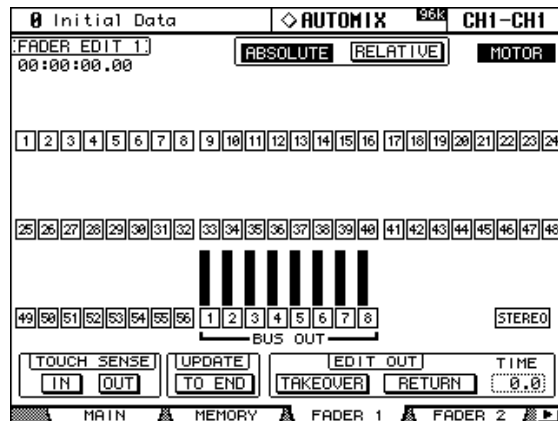 0 Initial Data ◇AUTOMIX 96K CH1-CH1
FADER EDIT 1 ABSOLUTE RELATIVE MOTOR
00:00:00.00
1 2 3 4 5 6 7 8 9 10 11 12 13 14 15 16 17 18 19 20 21 22 23 24
25 26 27 28 29 30 31 32 33 34 35 36 37 38 39 40 41 42 43 44 45 46 47 48
49 50 51 52 53 54 55 56 1 2 3 4 5 6 7 8 STEREO
BUS OUT
TOUCH SENSE UPDATE EDIT OUT TIME
IN OUT TO END TAKEOVER RETURN 0.0
MAIN MEMORY FADER 1 FADER 2